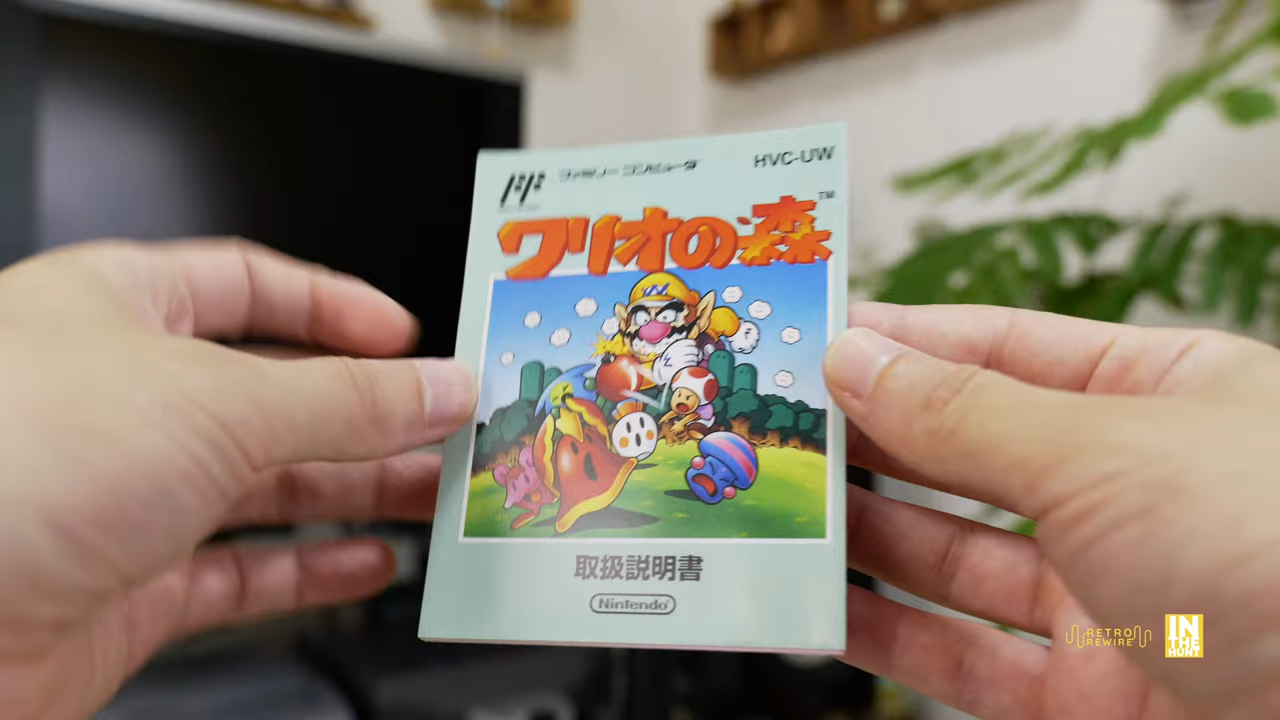 ファミリー コンピュータ
HVC-UW
ワリオの森
TM
取扱説明書
Nintendo
RETRO
REWIRE
IN
THE
HUNT